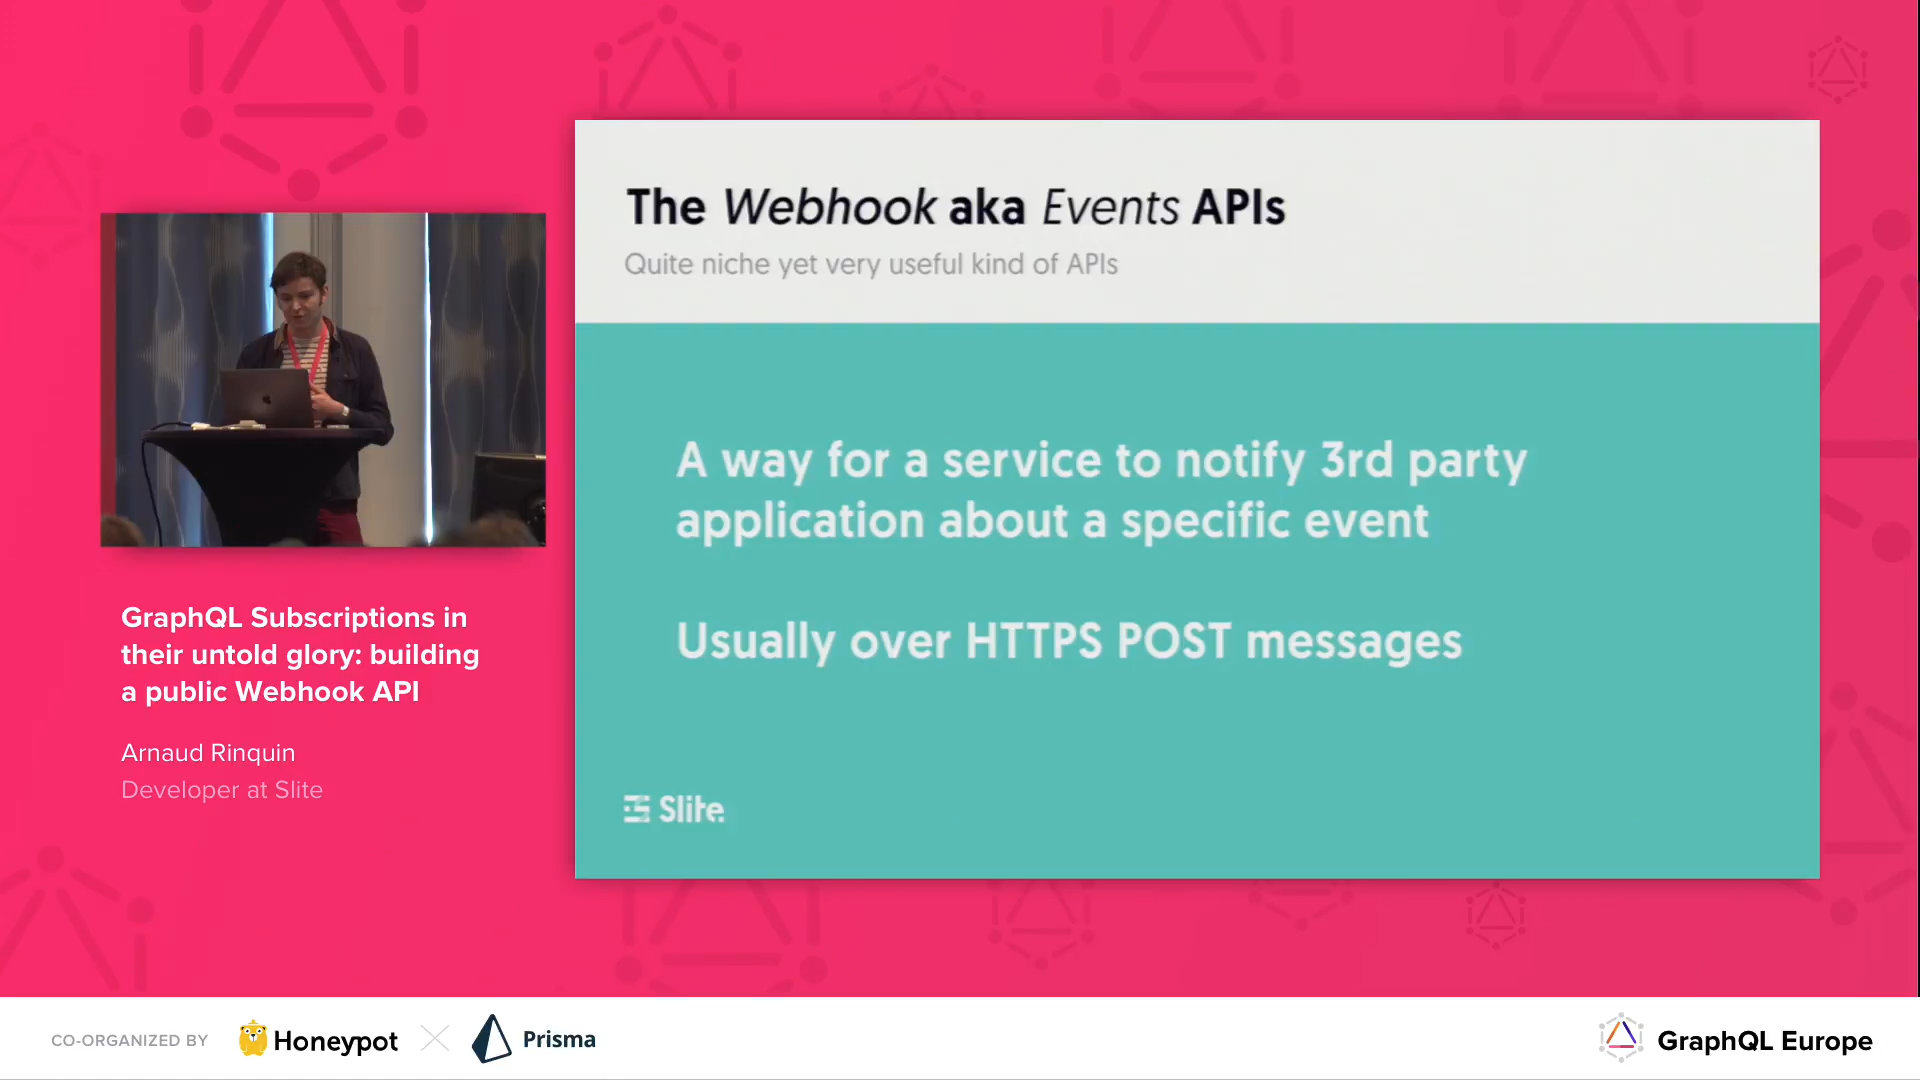 The Webhook aka Events APIs
Quite niche yet very useful kind of APIs
A way for a service to notify 3rd party
application about a specific event
Usually over HTTPS POST messages
Slite.
GraphQL Subscriptions in
their untold glory: building
a public Webhook API
Arnaud Rinquin
Developer at Slite
CO-ORGANIZED BY
Honeypot
Prisma
GraphQL Europe